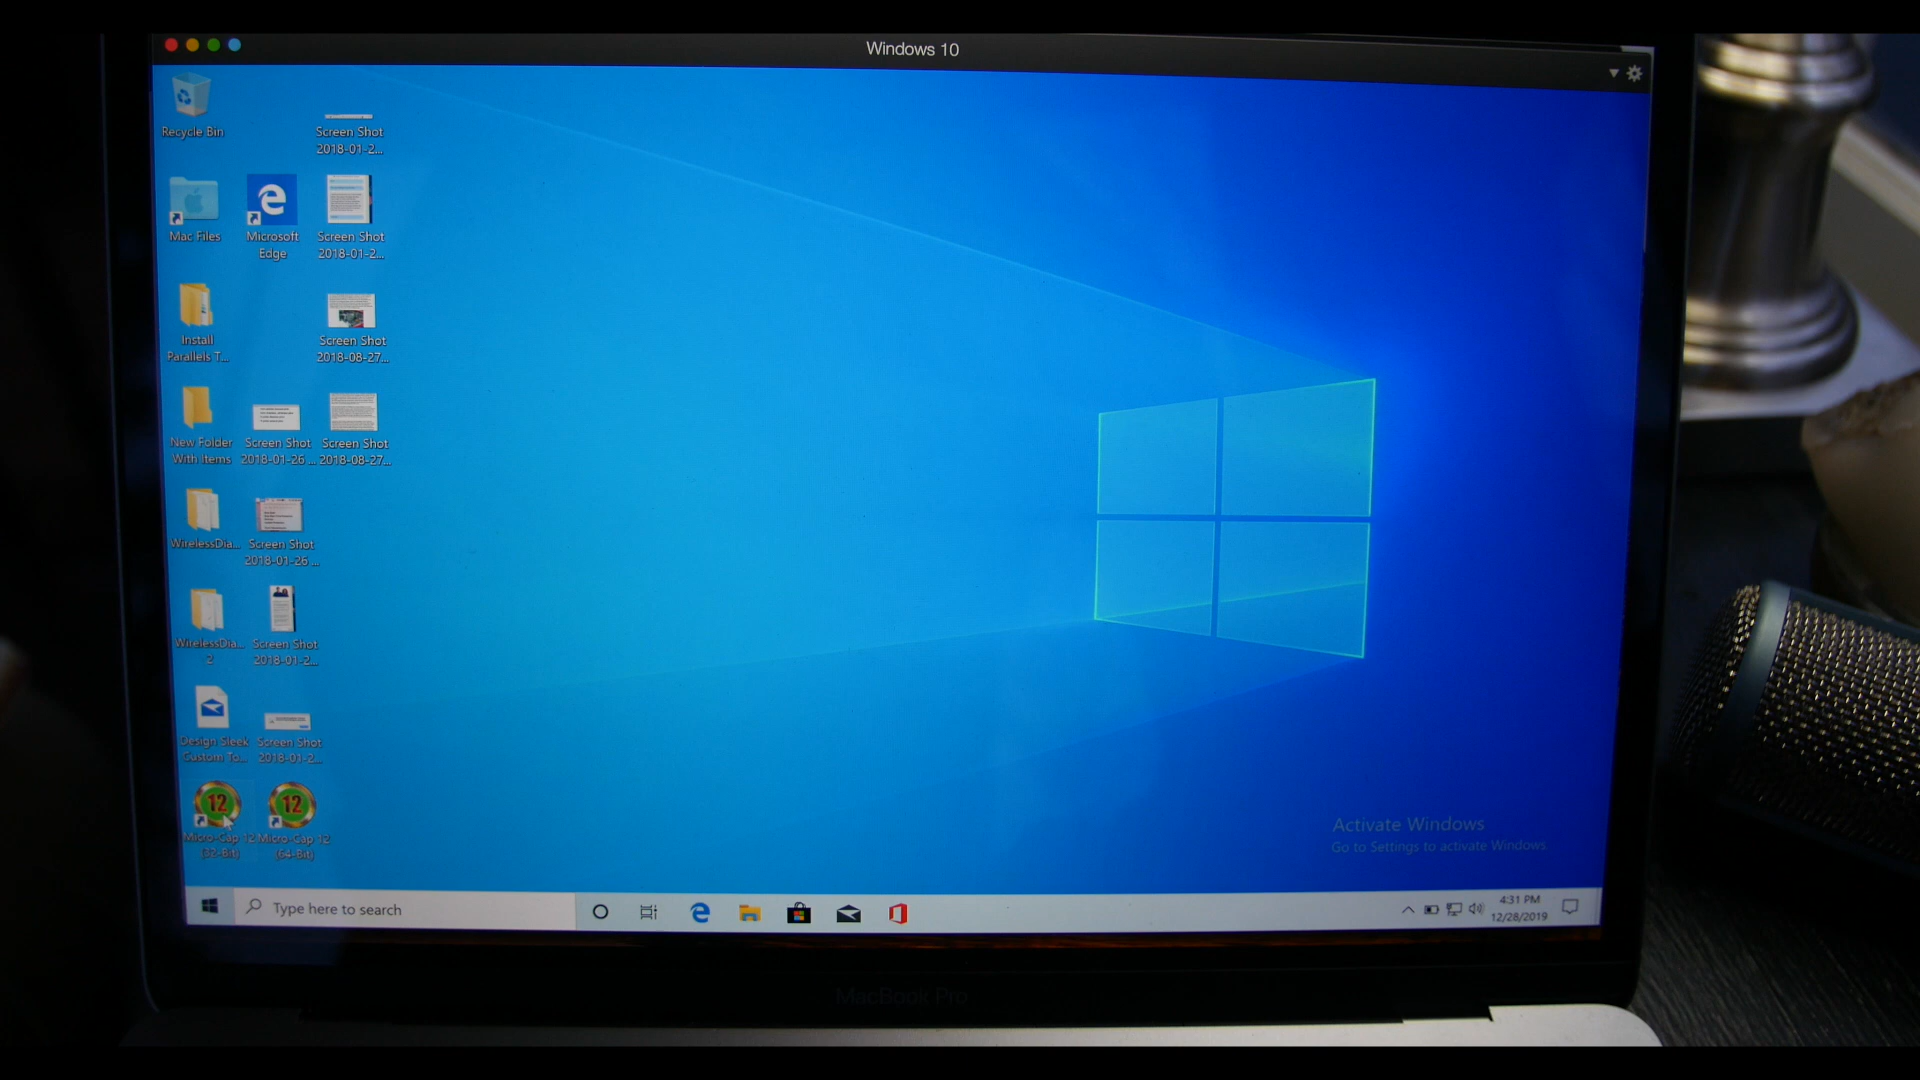 Windows 10
Recycle Bin
Screen Shot
2018-01-2...
Mac Files
Microsoft
Edge
Screen Shot
2018-01-2...
Install
Parallels T...
Screen Shot
2018-08-27...
New Folder
With Items
Screen Shot
2018-01-26 ...
Screen Shot
2018-08-27...
WirelessDia...
Screen Shot
2018-01-26 ...
WirelessDia...
2
Screen Shot
2018-01-2...
Design Sleek
Custom To...
Screen Shot
2018-01-2...
12
Micro-Cap 12
(32-Bit)
12
Micro-Cap 12
(64-Bit)
Activate Windows
Go to Settings to activate Windows.
Type here to search
4:31 PM
12/28/2019
MacBook Pro